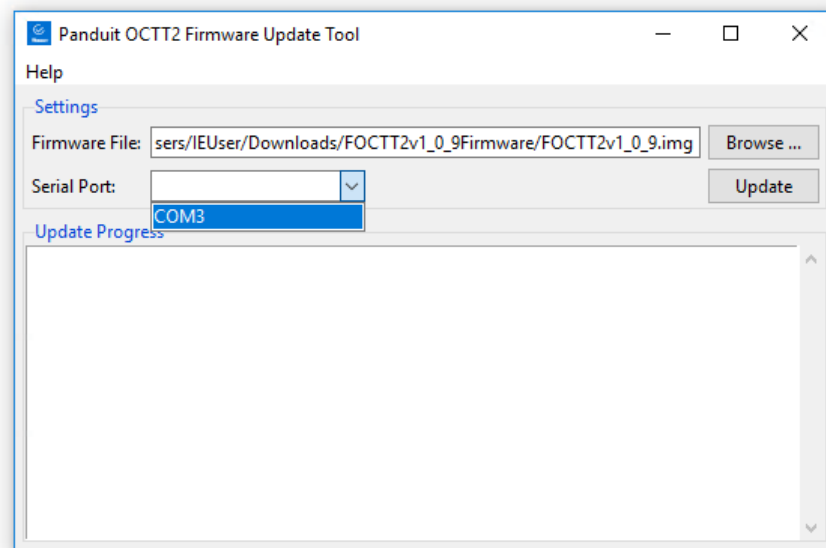 Panduit OCTT2 Firmware Update Tool
Help
Settings
Firmware File: sers/IEUser/Downloads/FOCTT2v1_0_9Firmware/FOCTT2v1_0_9.img Browse ...
Serial Port: Update
COM3
Update Progress